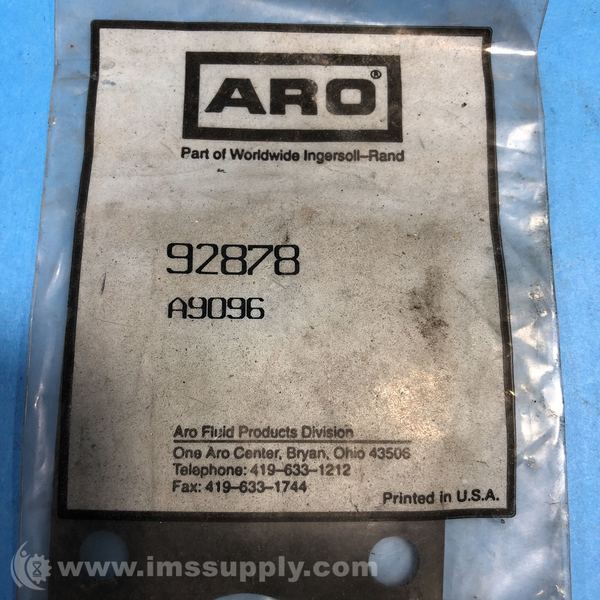 ARO®
Part of Worldwide Ingersoll-Rand
92878
A9096
Aro Fluid Products Division
One Aro Center, Bryan, Ohio 43506
Telephone: 419-633-1212
Fax: 419-633-1744
Printed in U.S.A.
www.imssupply.com